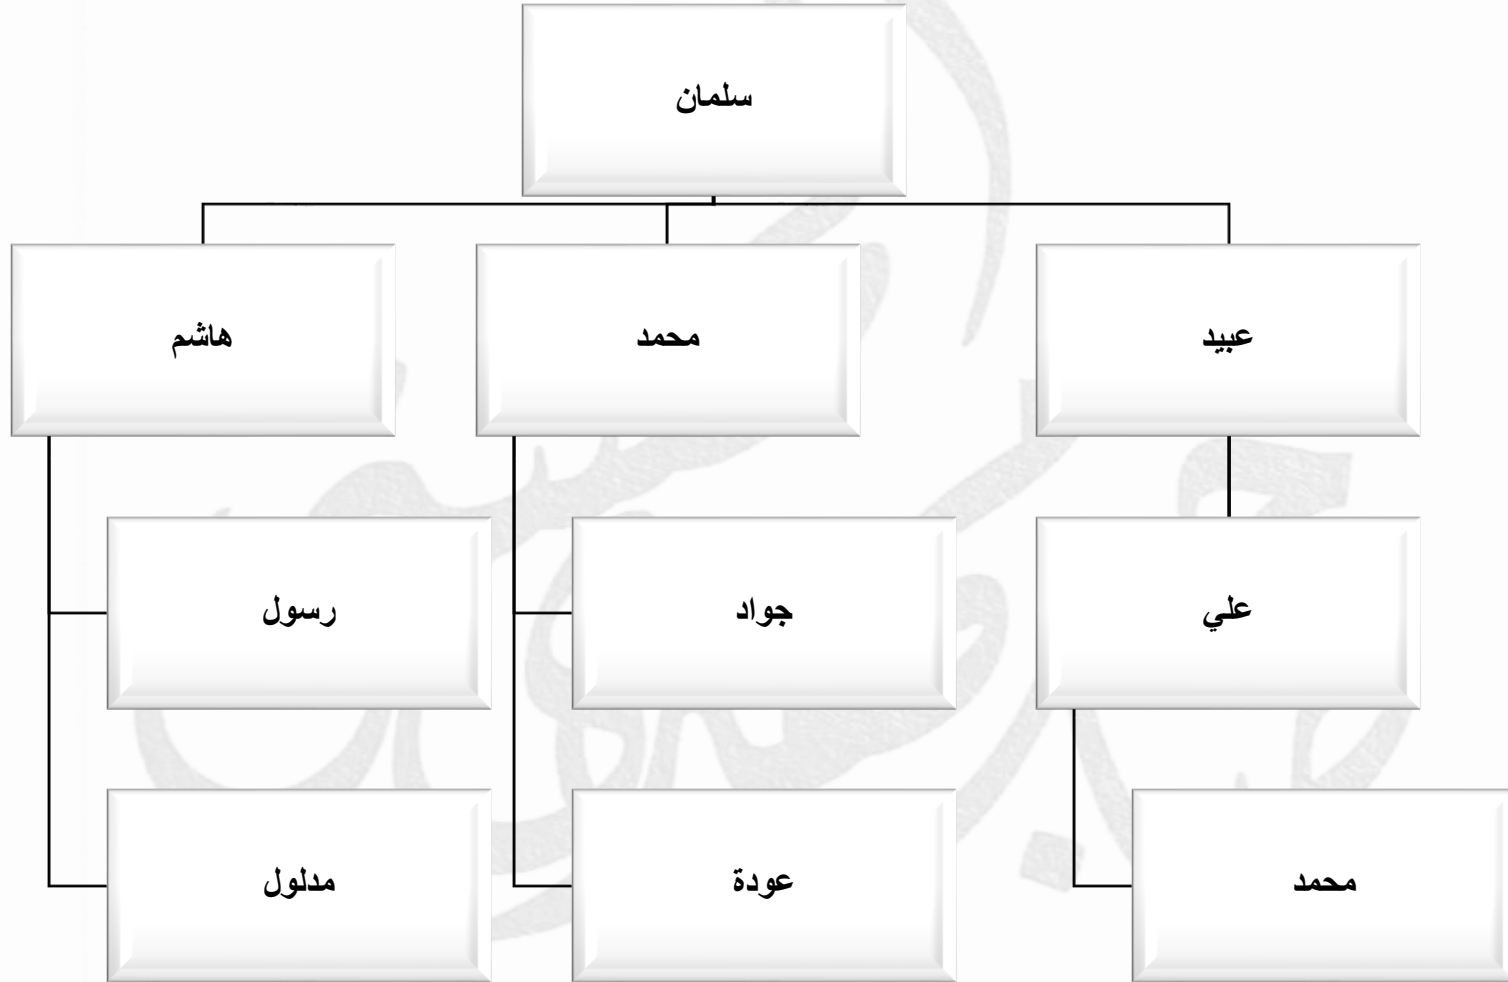 سلمان
عبيد
محمد
هاشم
علي
جواد
رسول
محمد
عودة
مدلول